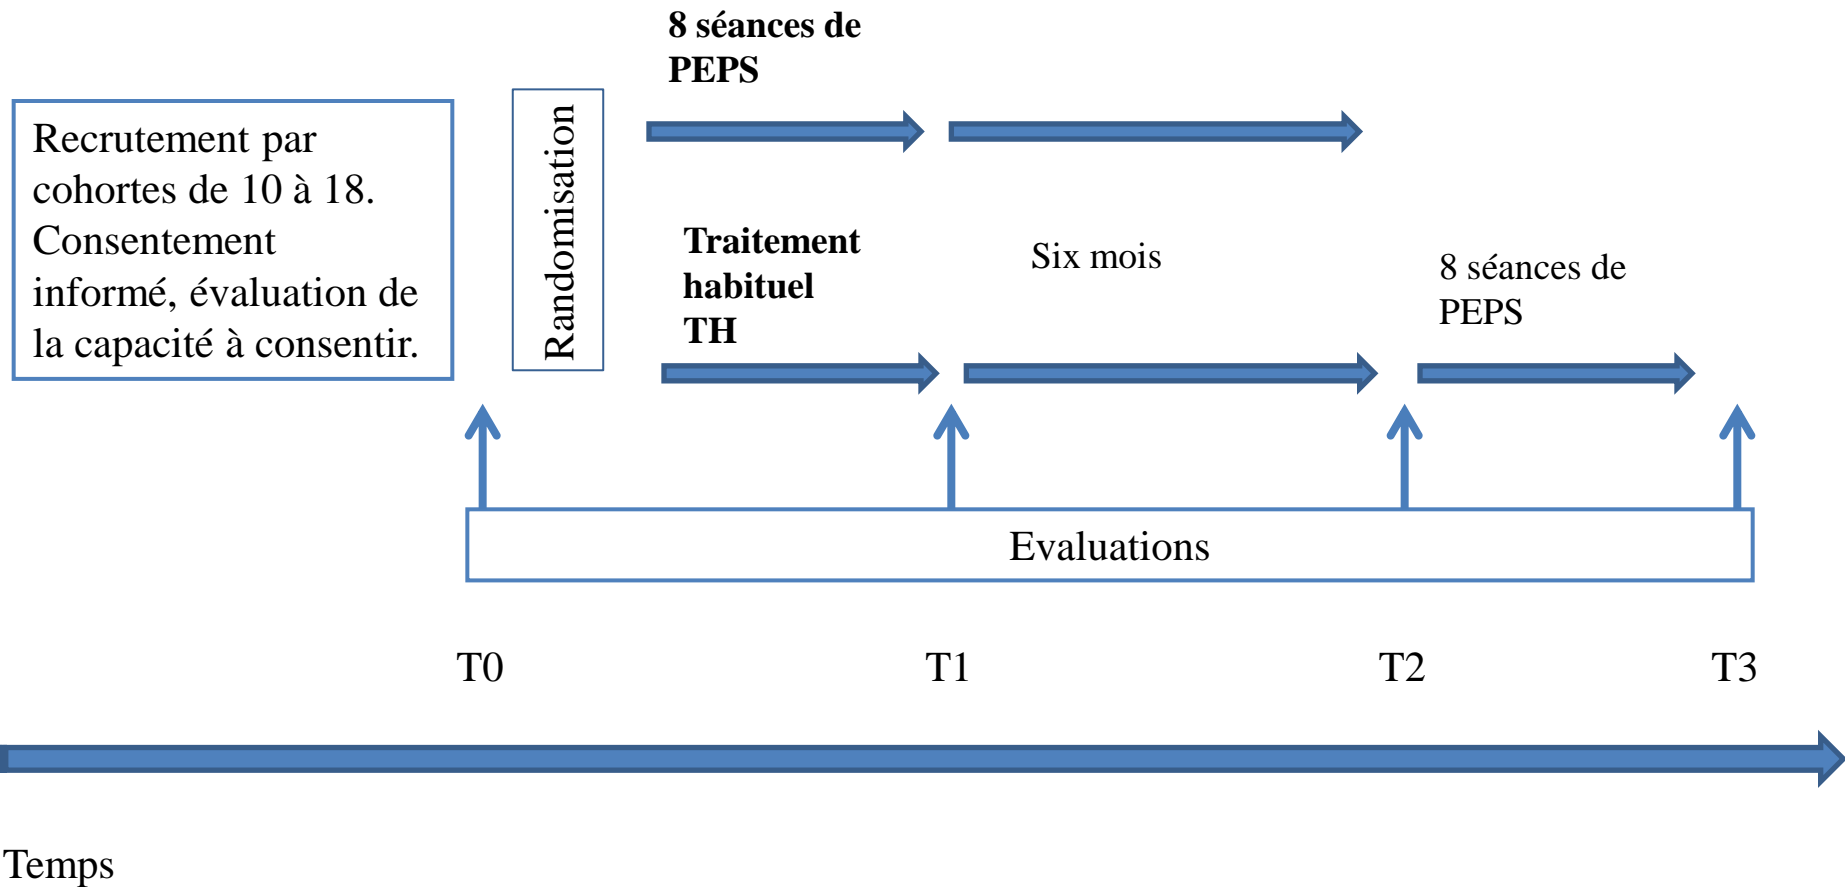 8 séances de
PEPS
Recrutement par
cohortes de 10 à 18.
Consentement
informé, évaluation de
la capacité à consentir.
Randomisation
Traitement
habituel
TH
Six mois
8 séances de
PEPS
Evaluations
T0
T1
T2
T3
Temps